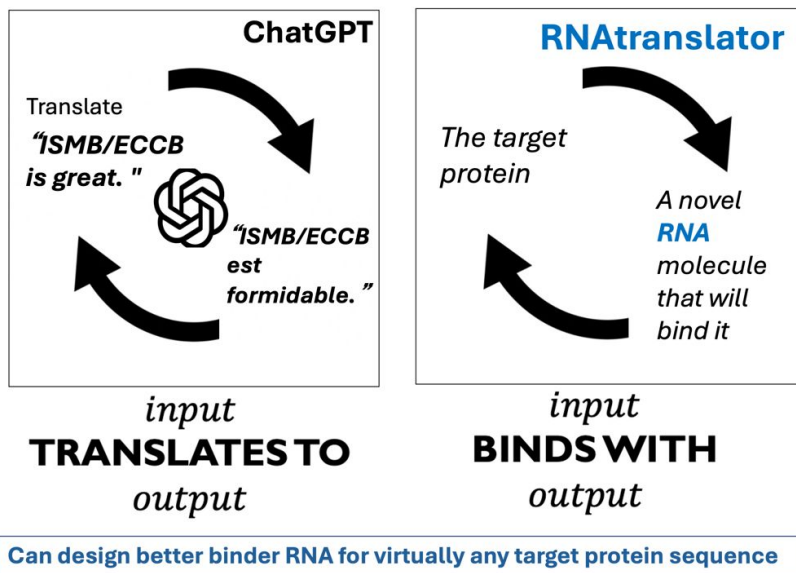 ChatGPT
Translate
“ISMB/ECCB
is great. "
“ISMB/ECCB
est
formidable. ”
input
TRANSLATES TO
output
RNAtranslator
The target
protein
A novel
RNA
molecule
that will
bind it
input
BINDS WITH
output
Can design better binder RNA for virtually any target protein sequence